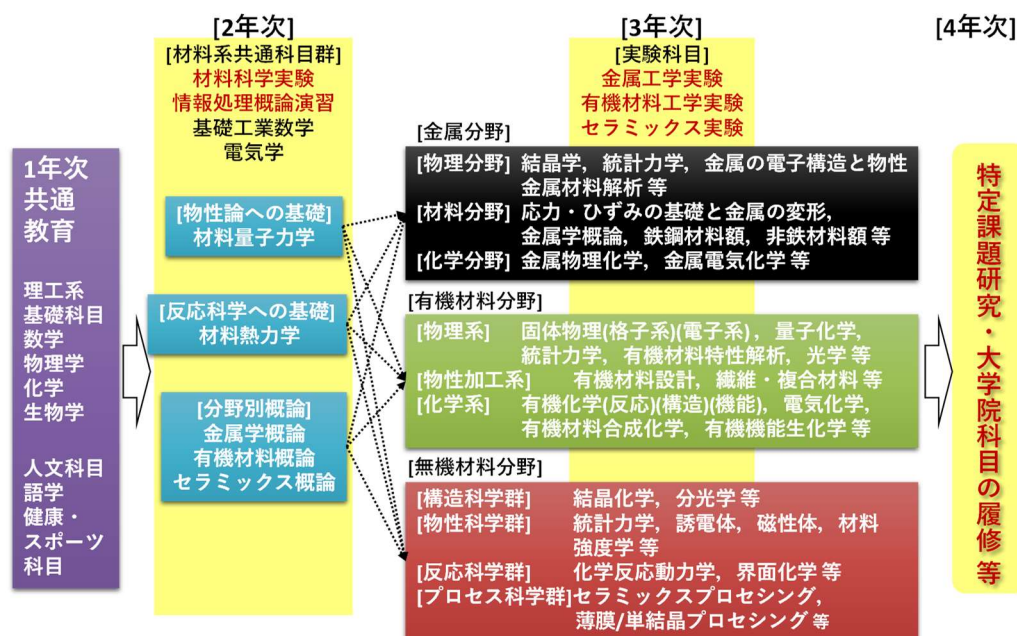 [2年次]
[材料系共通科目群]
材料科学実験
情報処理概論演習
基礎工業数学
電気学
[3年次]
[実験科目]
金属工学実験
有機材料工学実験
セラミックス実験
[4年次]
1年次
共通
教育
理工系
基礎科目
数学
物理学
化学
生物学
人文科目
語学
健康・
スポーツ
科目
[物性論への基礎]
材料量子力学
[反応科学への基礎]
材料熱力学
[分野別概論]
金属学概論
有機材料概論
セラミックス概論
[金属分野]
[物理分野] 結晶学，統計力学，金属の電子構造と物性
金属材料解析 等
[材料分野] 応力・ひずみの基礎と金属の変形，
金属学概論，鉄鋼材料額，非鉄材料額 等
[化学分野] 金属物理化学，金属電気化学 等
[有機材料分野]
[物理系] 固体物理(格子系)(電子系)，量子化学，
統計力学，有機材料特性解析，光学 等
[物性加工系] 有機材料設計，繊維・複合材料 等
[化学系] 有機化学(反応)(構造)(機能)，電気化学，
有機材料合成化学，有機機能生化学 等
[無機材料分野]
[構造科学群] 結晶化学，分光学 等
[物性科学群] 統計力学，誘電体，磁性体，材料
強度学 等
[反応科学群] 化学反応動力学，界面化学 等
[プロセス科学群]セラミックスプロセシング，
薄膜/単結晶プロセシング 等
特定課題研究・大学院科目の履修 等